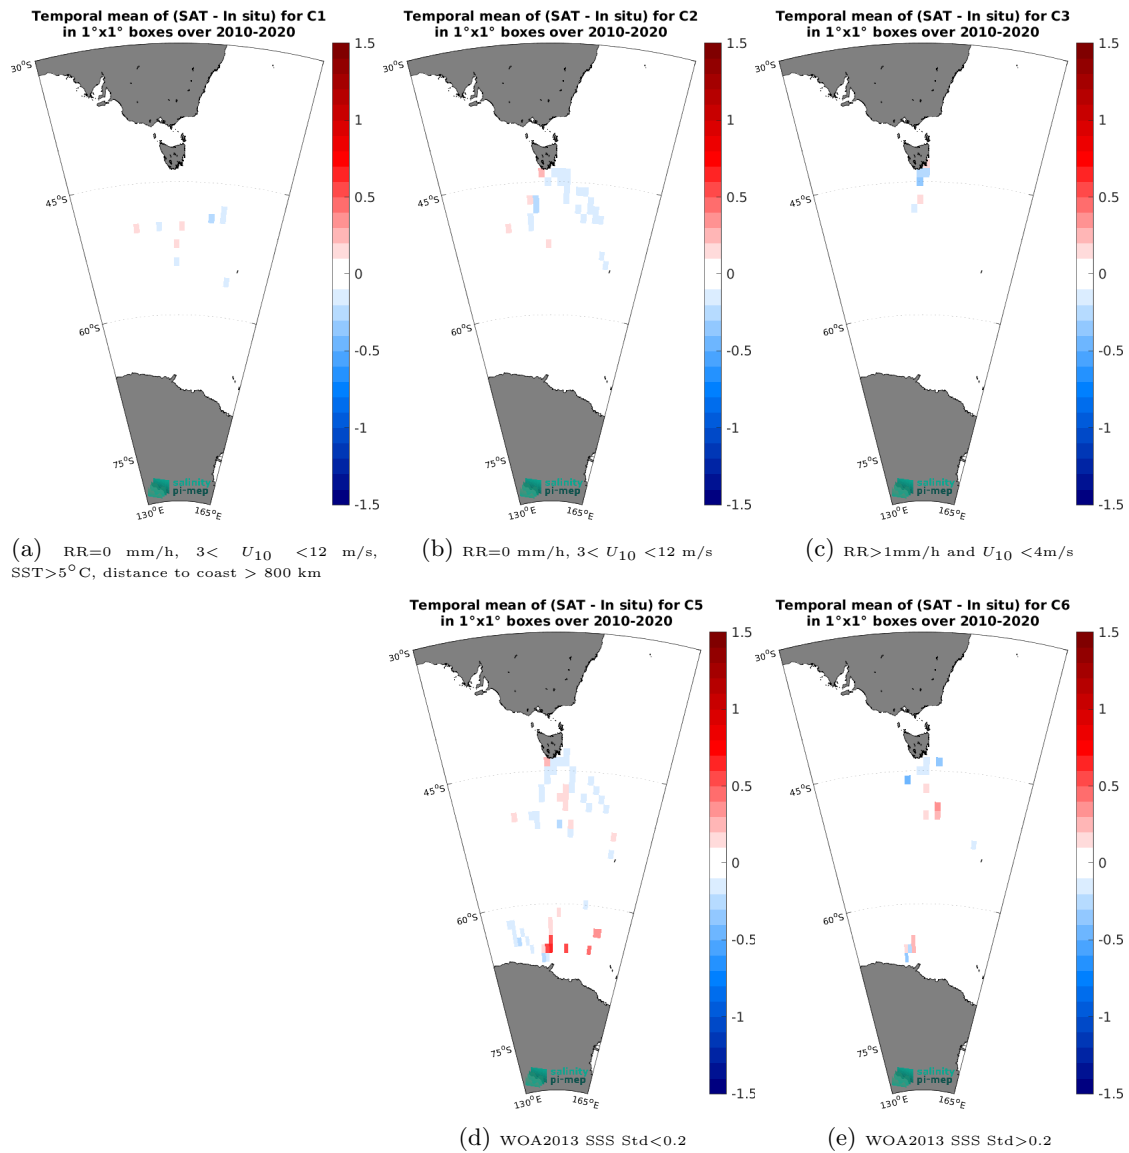 Temporal mean of (SAT - In situ) for C1
in 1°x1° boxes over 2010-2020
30°S
45°S
60°S
75°S
130°E
165°E
salinity
pi-mep
1.5
1
0.5
0
-0.5
-1
-1.5
(a) RR=0 mm/h, 3< U10 <12 m/s,
SST>5°C, distance to coast > 800 km
Temporal mean of (SAT - In situ) for C2
in 1°x1° boxes over 2010-2020
30°S
45°S
60°S
75°S
130°E
165°E
salinity
pi-mep
1.5
1
0.5
0
-0.5
-1
-1.5
(b) RR=0 mm/h, 3< U10 <12 m/s
Temporal mean of (SAT - In situ) for C3
in 1°x1° boxes over 2010-2020
30°S
45°S
60°S
75°S
130°E
165°E
salinity
pi-mep
1.5
1
0.5
0
-0.5
-1
-1.5
(c) RR>1mm/h and U10 <4m/s
Temporal mean of (SAT - In situ) for C5
in 1°x1° boxes over 2010-2020
30°S
45°S
60°S
75°S
130°E
165°E
salinity
pi-mep
1.5
1
0.5
0
-0.5
-1
-1.5
(d) WOA2013 SSS Std<0.2
Temporal mean of (SAT - In situ) for C6
in 1°x1° boxes over 2010-2020
30°S
45°S
60°S
75°S
130°E
165°E
salinity
pi-mep
1.5
1
0.5
0
-0.5
-1
-1.5
(e) WOA2013 SSS Std>0.2